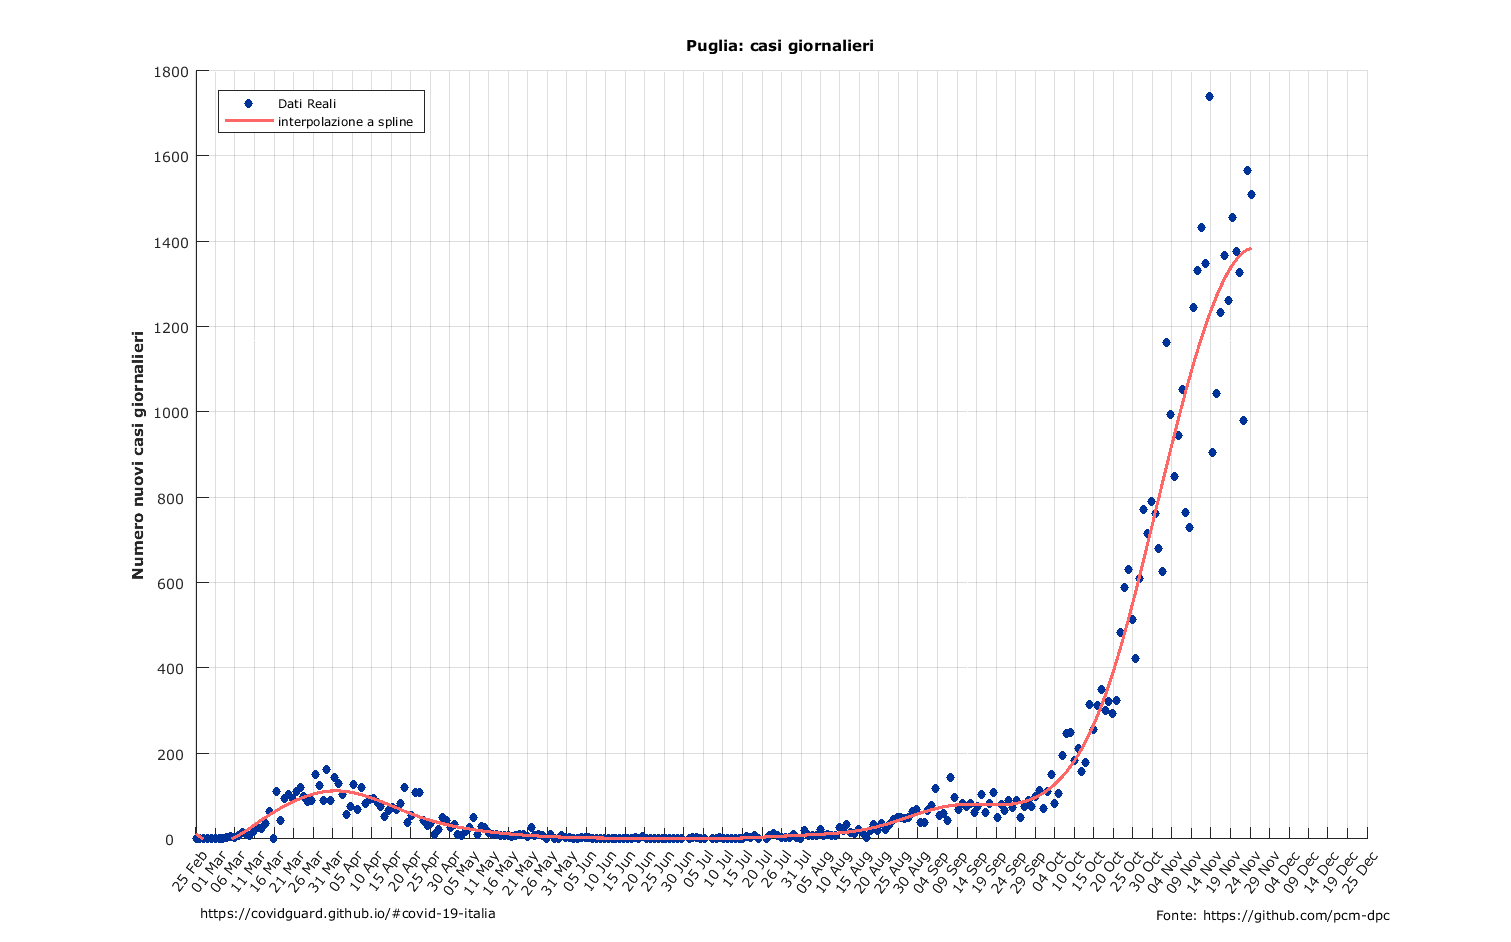 Puglia: casi giornalieri
1800
1600
1400
1200
1000
800
600
400
200
0
Numero nuovi casi giornalieri
Dati Reali
interpolazione a spline
25 Feb
01 Mar
06 Mar
11 Mar
16 Mar
21 Mar
26 Mar
31 Mar
05 Apr
10 Apr
15 Apr
20 Apr
25 Apr
30 Apr
05 May
11 May
16 May
21 May
26 May
31 May
05 Jun
10 Jun
15 Jun
20 Jun
25 Jun
30 Jun
05 Jul
10 Jul
15 Jul
20 Jul
26 Jul
31 Jul
05 Aug
10 Aug
15 Aug
20 Aug
25 Aug
30 Aug
04 Sep
09 Sep
14 Sep
19 Sep
24 Sep
29 Sep
04 Oct
10 Oct
15 Oct
20 Oct
25 Oct
30 Oct
04 Nov
09 Nov
14 Nov
19 Nov
24 Nov
29 Nov
04 Dec
09 Dec
14 Dec
19 Dec
25 Dec
https://covidguard.github.io/#covid-19-italia
Fonte: https://github.com/pcm-dpc